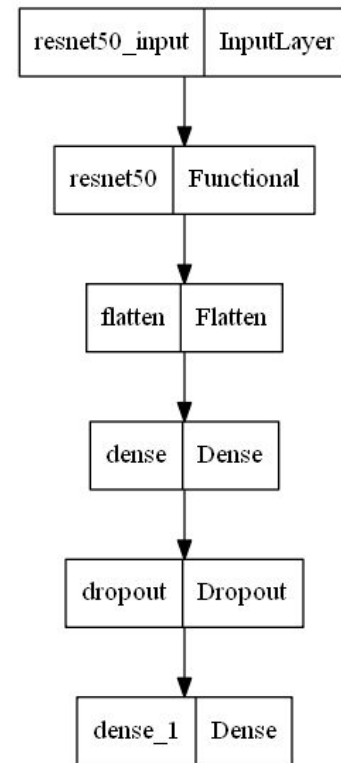 resnet50_input InputLayer
resnet50 Functional
flatten Flatten
dense Dense
dropout Dropout
dense_1 Dense